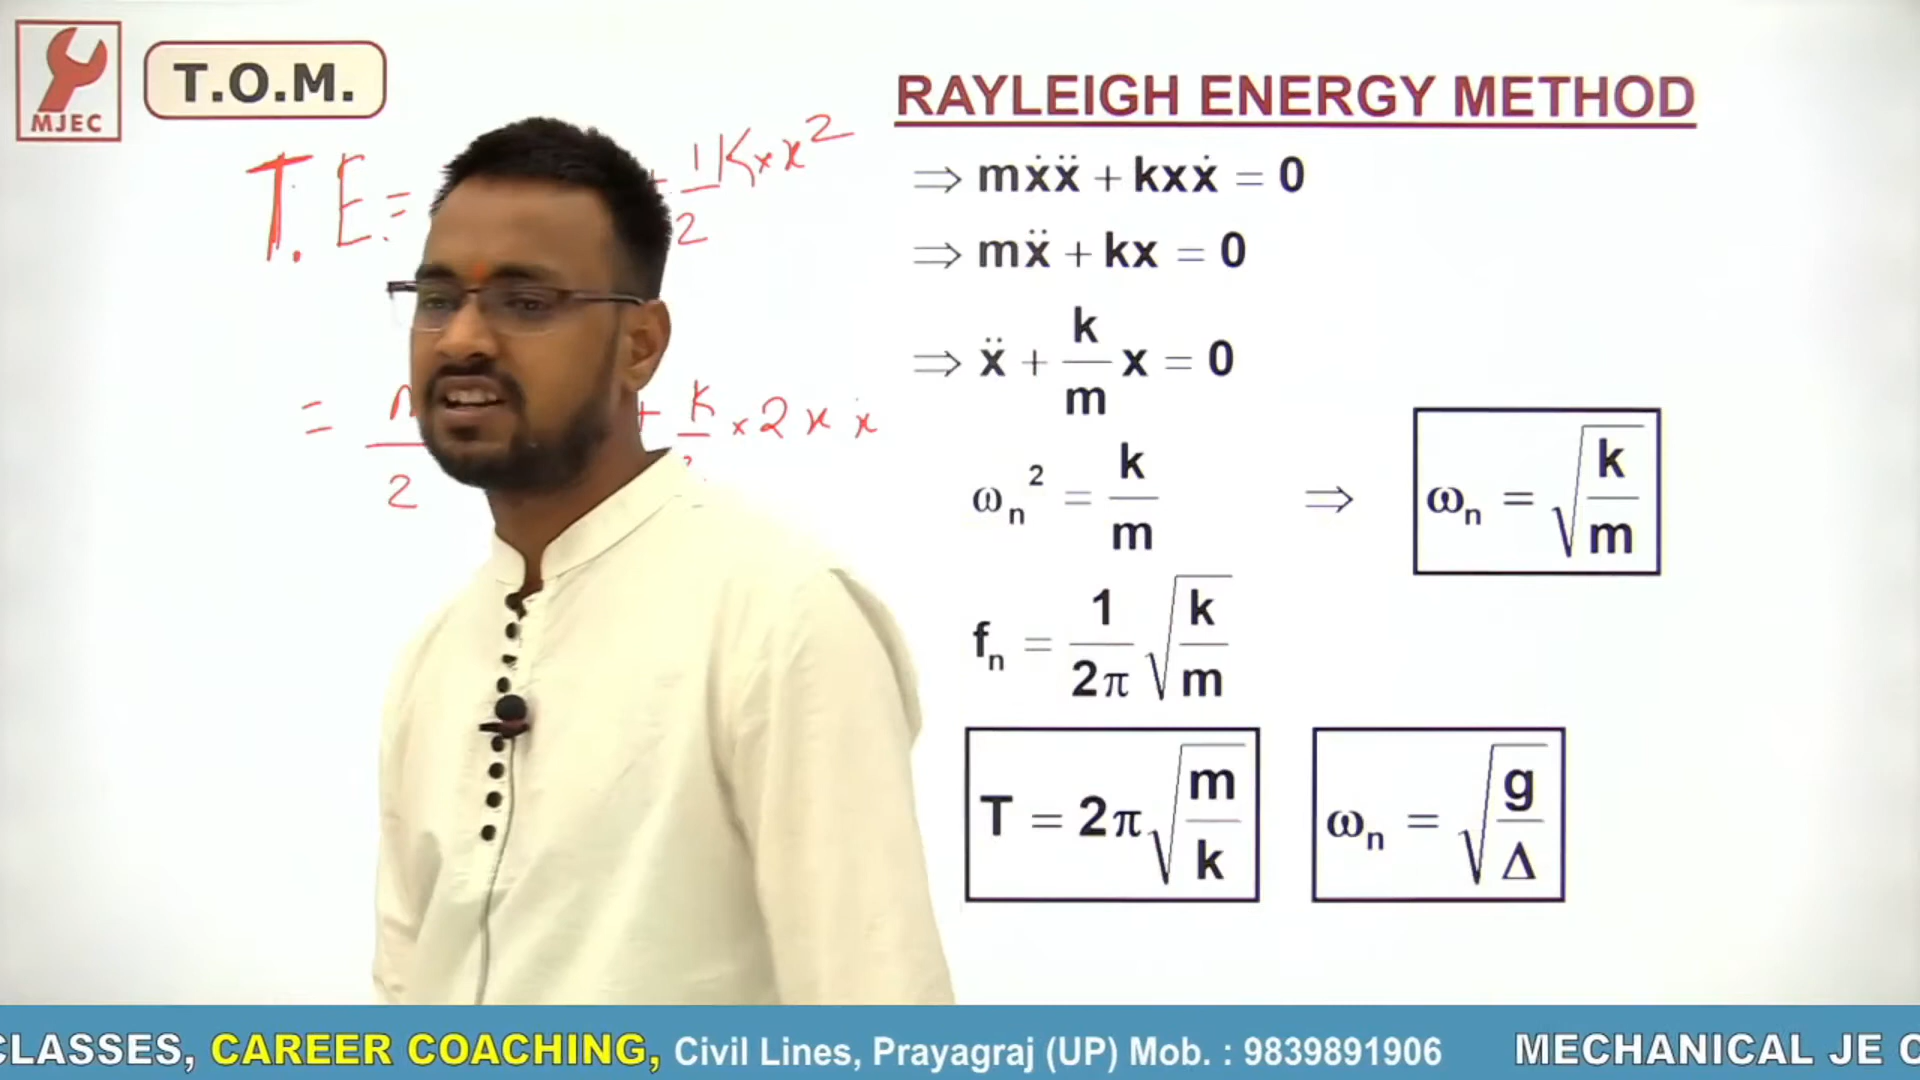 MJEC
T.O.M.
RAYLEIGH ENERGY METHOD
T.E. = + 1/2 K × x²
= /2 + K/ × 2 x ẋ
⇒ mẋẍ + kxẋ = 0
⇒ mẍ + kx = 0
⇒ ẍ + k/m x = 0
ωn² = k/m ⇒ ωn = √(k/m)
fn = 1/2π √(k/m)
T = 2π√(m/k) ωn = √(g/Δ)
CLASSES, CAREER COACHING, Civil Lines, Prayagraj (UP) Mob. : 9839891906 MECHANICAL JE